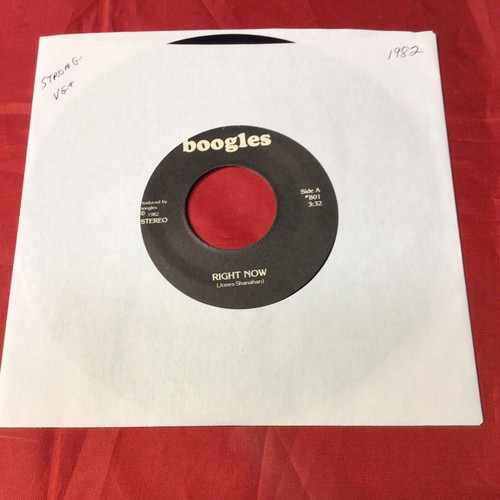 STRONG
VG+
1982
boogles
Produced by
boogles
© 1982
STEREO
Side A
#801
3:32
RIGHT NOW
(Jones-Shanahan)